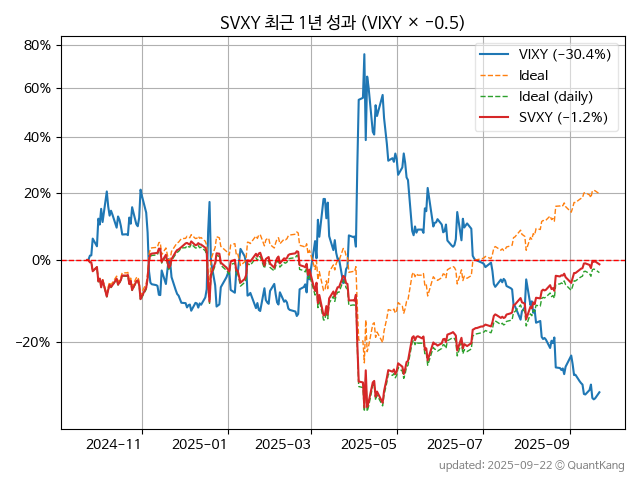 SVXY 최근 1년 성과 (VIXY × −0.5)
80%
60%
40%
20%
0%
−20%
VIXY (−30.4%)
Ideal
Ideal (daily)
SVXY (−1.2%)
2024-11
2025-01
2025-03
2025-05
2025-07
2025-09
updated: 2025-09-22 © QuantKang